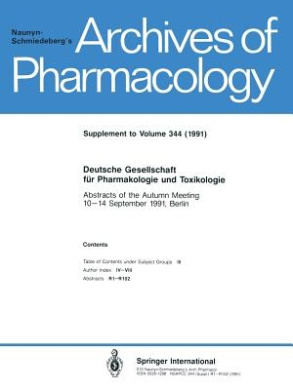 Naunyn-
Schmiedeberg's
Archives of
Pharmacology
Supplement to Volume 344 (1991)
Deutsche Gesellschaft
für Pharmakologie und Toxikologie
Abstracts of the Autumn Meeting
10–14 September 1991, Berlin
Contents
Table of Contents under Subject Groups III
Author Index IV–VIII
Abstracts R1–R102
Springer International